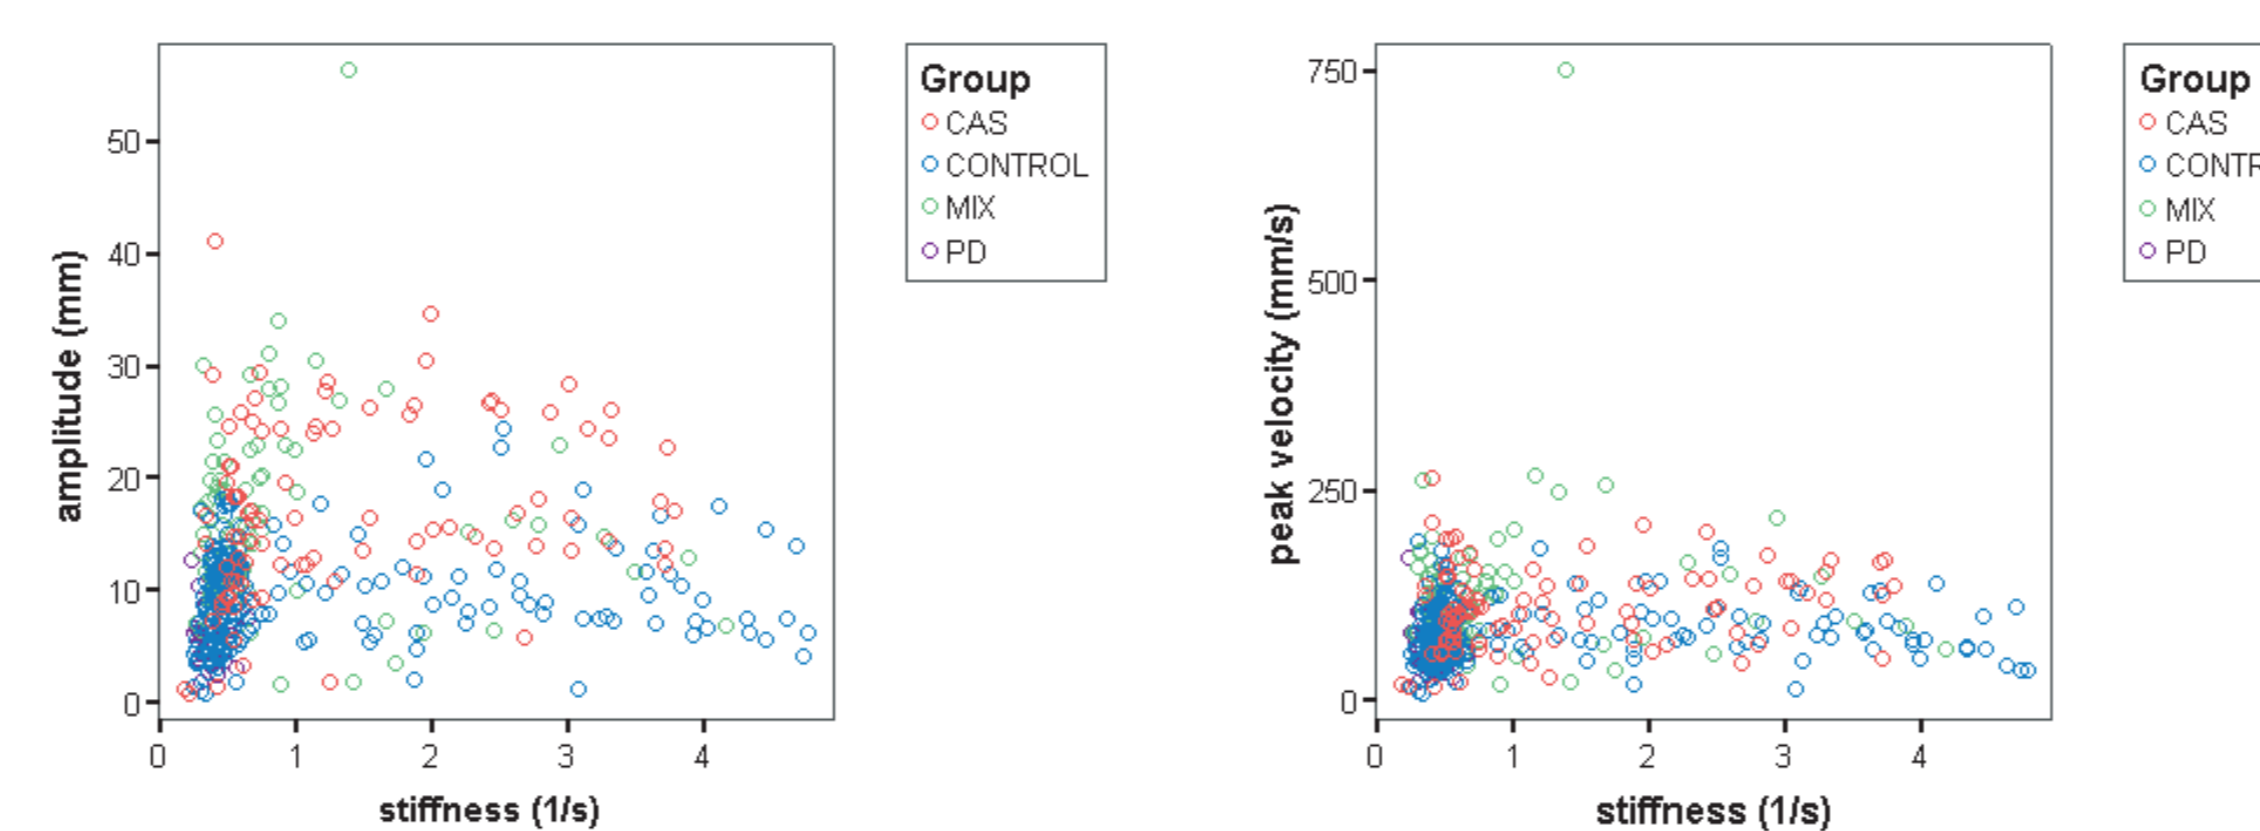 amplitude (mm)
50
40
30
20
10
0
0 1 2 3 4
stiffness (1/s)
Group
CAS
CONTROL
MIX
PD
peak velocity (mm/s)
750
500
250
0
0 1 2 3 4
stiffness (1/s)
Group
CAS
CONTR
MIX
PD